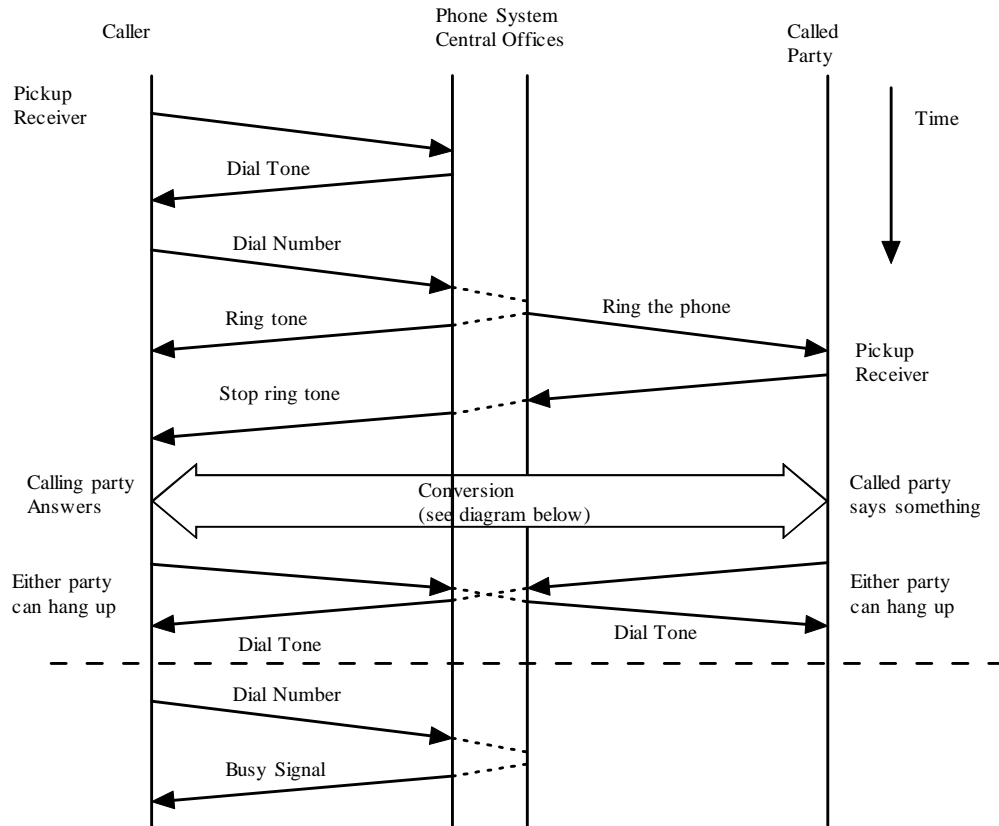 Caller
Phone System
Central Offices
Called
Party
Pickup
Receiver
Time
Dial Tone
Dial Number
Ring the phone
Ring tone
Pickup
Receiver
Stop ring tone
Calling party
Answers
Conversion
(see diagram below)
Called party
says something
Either party
can hang up
Either party
can hang up
Dial Tone
Dial Tone
Dial Number
Busy Signal